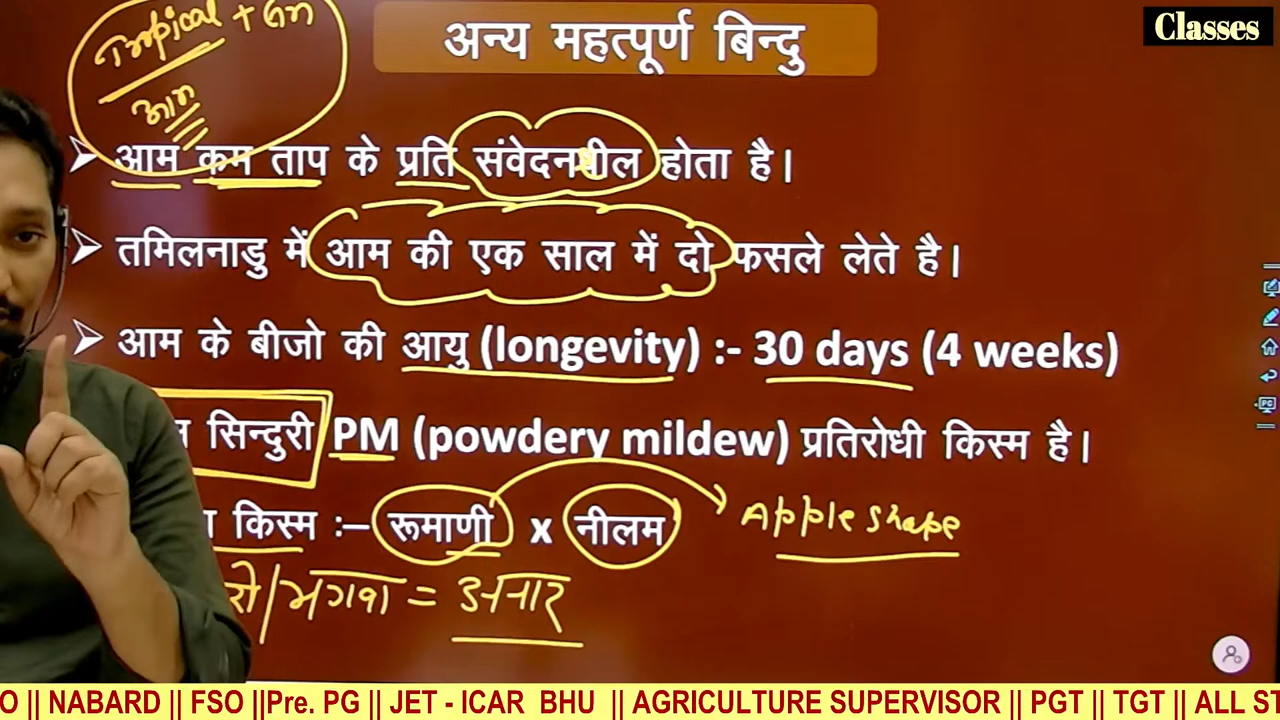 Classes
Tropical +
आम
अन्य महत्पूर्ण बिन्दु
आम कम ताप के प्रति संवेदनशील होता है।
तमिलनाडु में आम की एक साल में दो फसले लेते है।
आम के बीजो की आयु (longevity) :- 30 days (4 weeks)
सिन्दुरी PM (powdery mildew) प्रतिरोधी किस्म है।
किस्म :– रूमाणी x नीलम
Apple shape
= अनार
O || NABARD || FSO ||Pre. PG || JET - ICAR BHU || AGRICULTURE SUPERVISOR || PGT || TGT || ALL ST